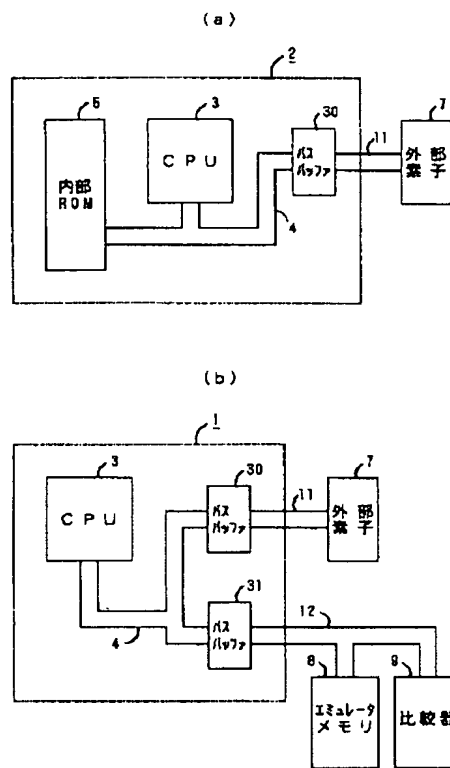 (a)
2
5
3
30
7
内部
ROM
CPU
バス
バッファ
11
外部
素子
4
(b)
1
3
30
7
CPU
バス
バッファ
11
外部
素子
31
4
バス
バッファ
12
8
9
エミュレータ
メモリ
比較器